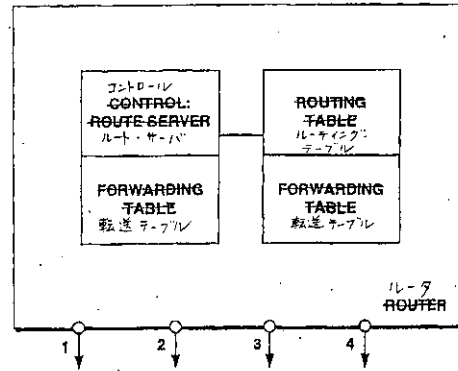 コントロール
CONTROL:
ROUTE SERVER
ルート・サーバ
ROUTING
TABLE
ルーティング
テーブル
FORWARDING
TABLE
転送テーブル
FORWARDING
TABLE
転送テーブル
ルータ
ROUTER
1
2
3
4